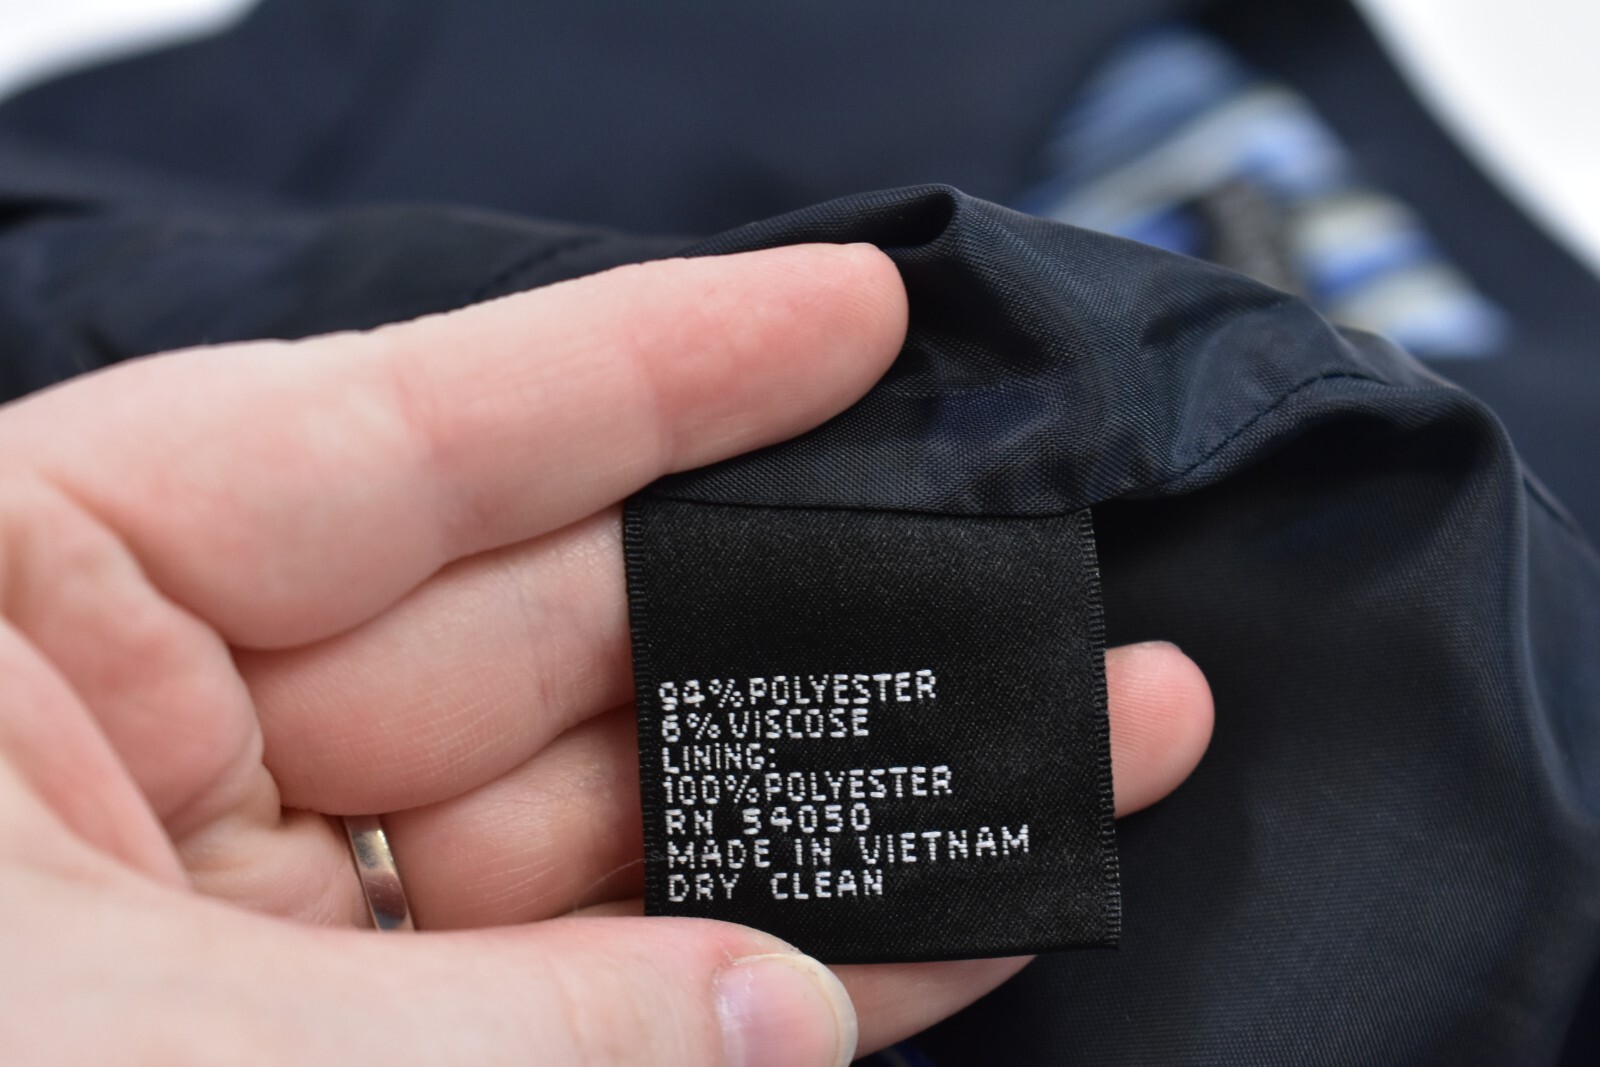 94% POLYESTER
6% VISCOSE
LINING:
100% POLYESTER
RN 54050
MADE IN VIETNAM
DRY CLEAN